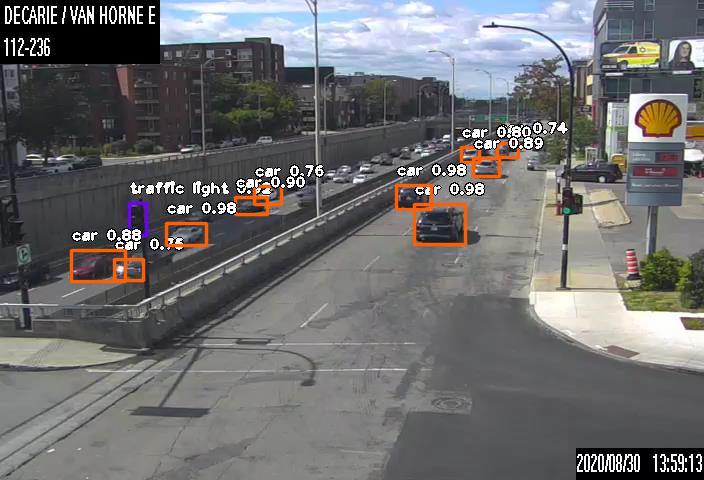 DECARIE / VAN HORNE E
112-236
car 0.80
0.74
car 0.89
car 0.76
car 0.90
car 0.98
car 0.98
traffic light
car 0.98
car 0.88
car 0.76
2020/08/30 13:59:13